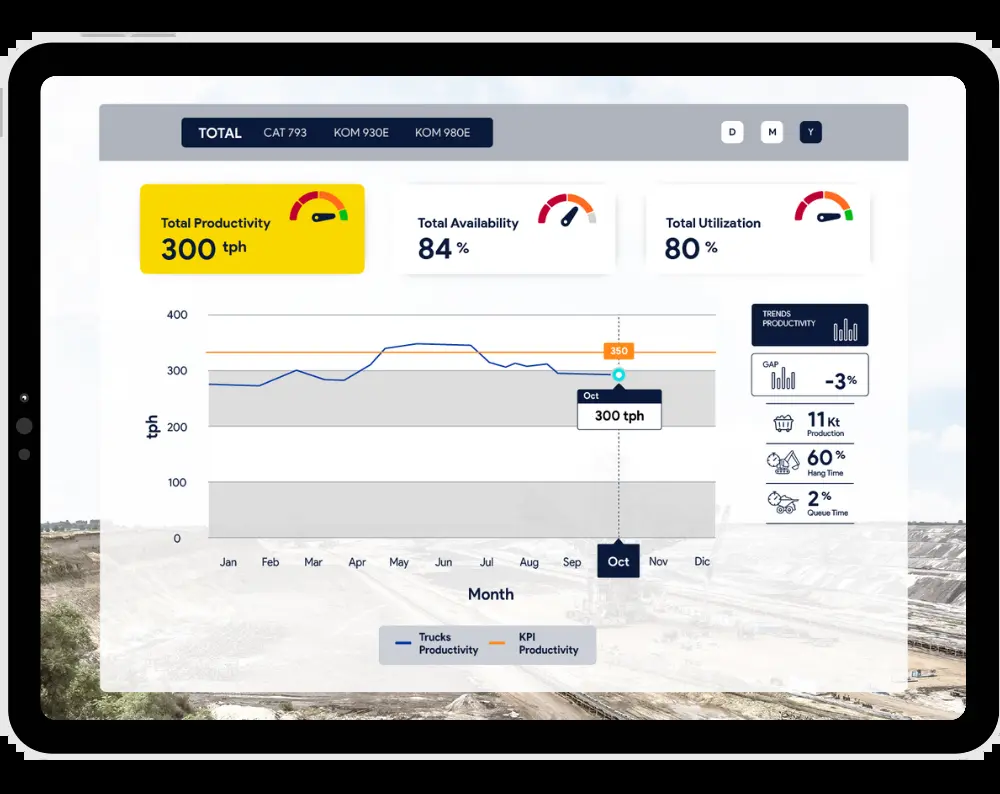 TOTAL CAT 793 KOM 930E KOM 980E
D M Y
Total Productivity
300 tph
Total Availability
84 %
Total Utilization
80 %
400
300
200
100
0
tph
350
Oct
300 tph
Jan Feb Mar Apr May Jun Jul Aug Sep Oct Nov Dic
Month
Trucks
Productivity
KPI
Productivity
TRENDS
PRODUCTIVITY
GAP
-3%
11 Kt
Production
60 %
Hang Time
2 %
Queue Time